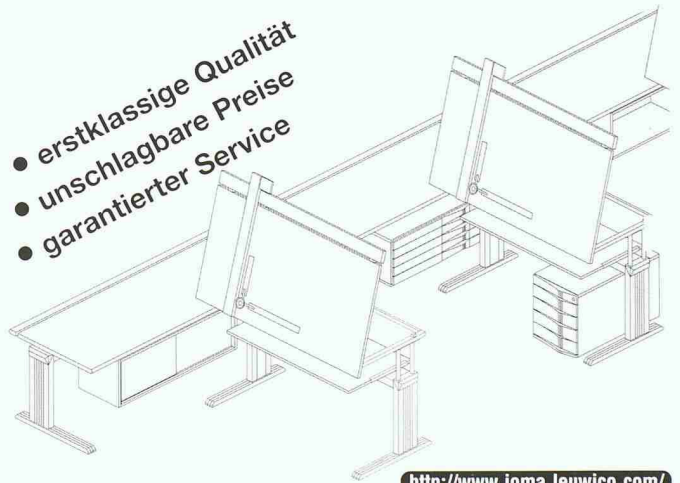 ● erstklassige Qualität
● unschlagbare Preise
● garantierter Service
http://www.joma-leuwico.com/